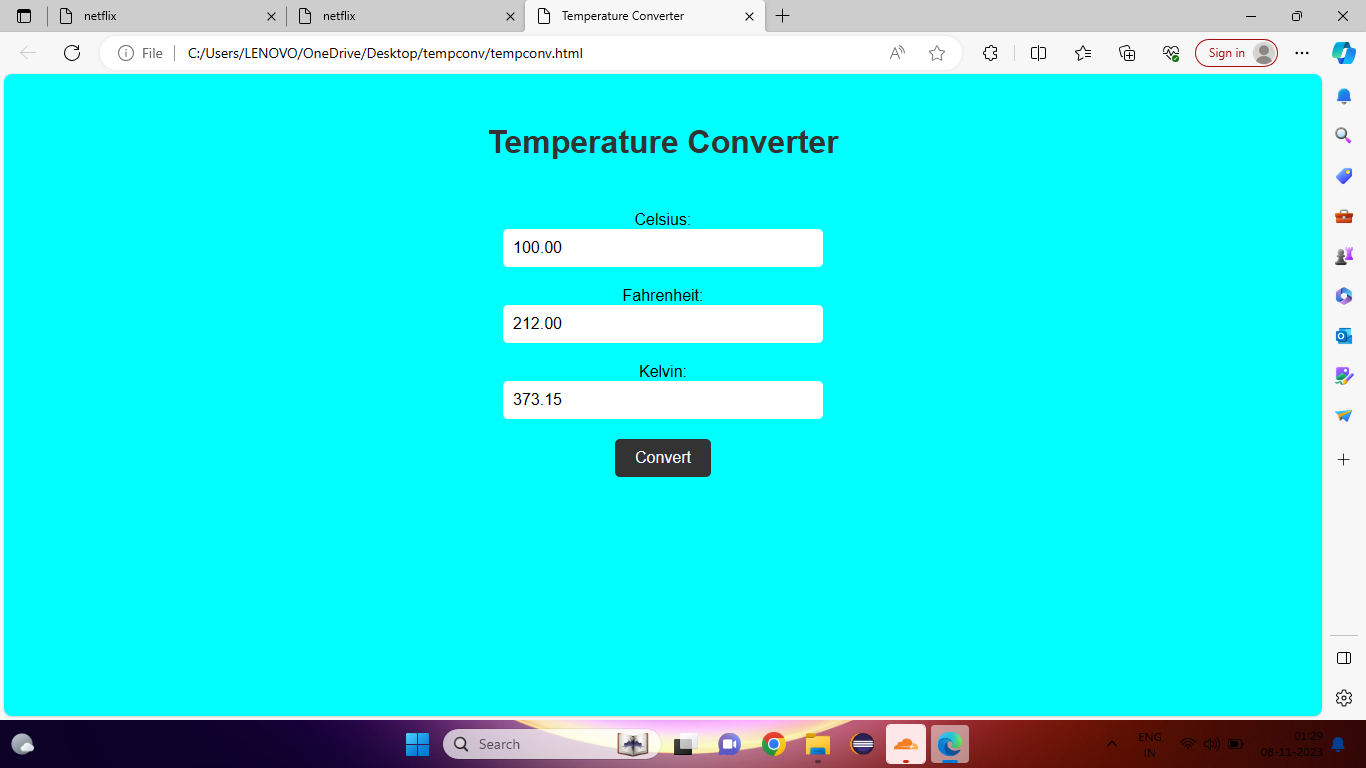 netflix
netflix
Temperature Converter
File
C:/Users/LENOVO/OneDrive/Desktop/tempconv/tempconv.html
Sign in
Temperature Converter
Celsius:
100.00
Fahrenheit:
212.00
Kelvin:
373.15
Convert
Search
ENG
IN
01:29
08-11-2023